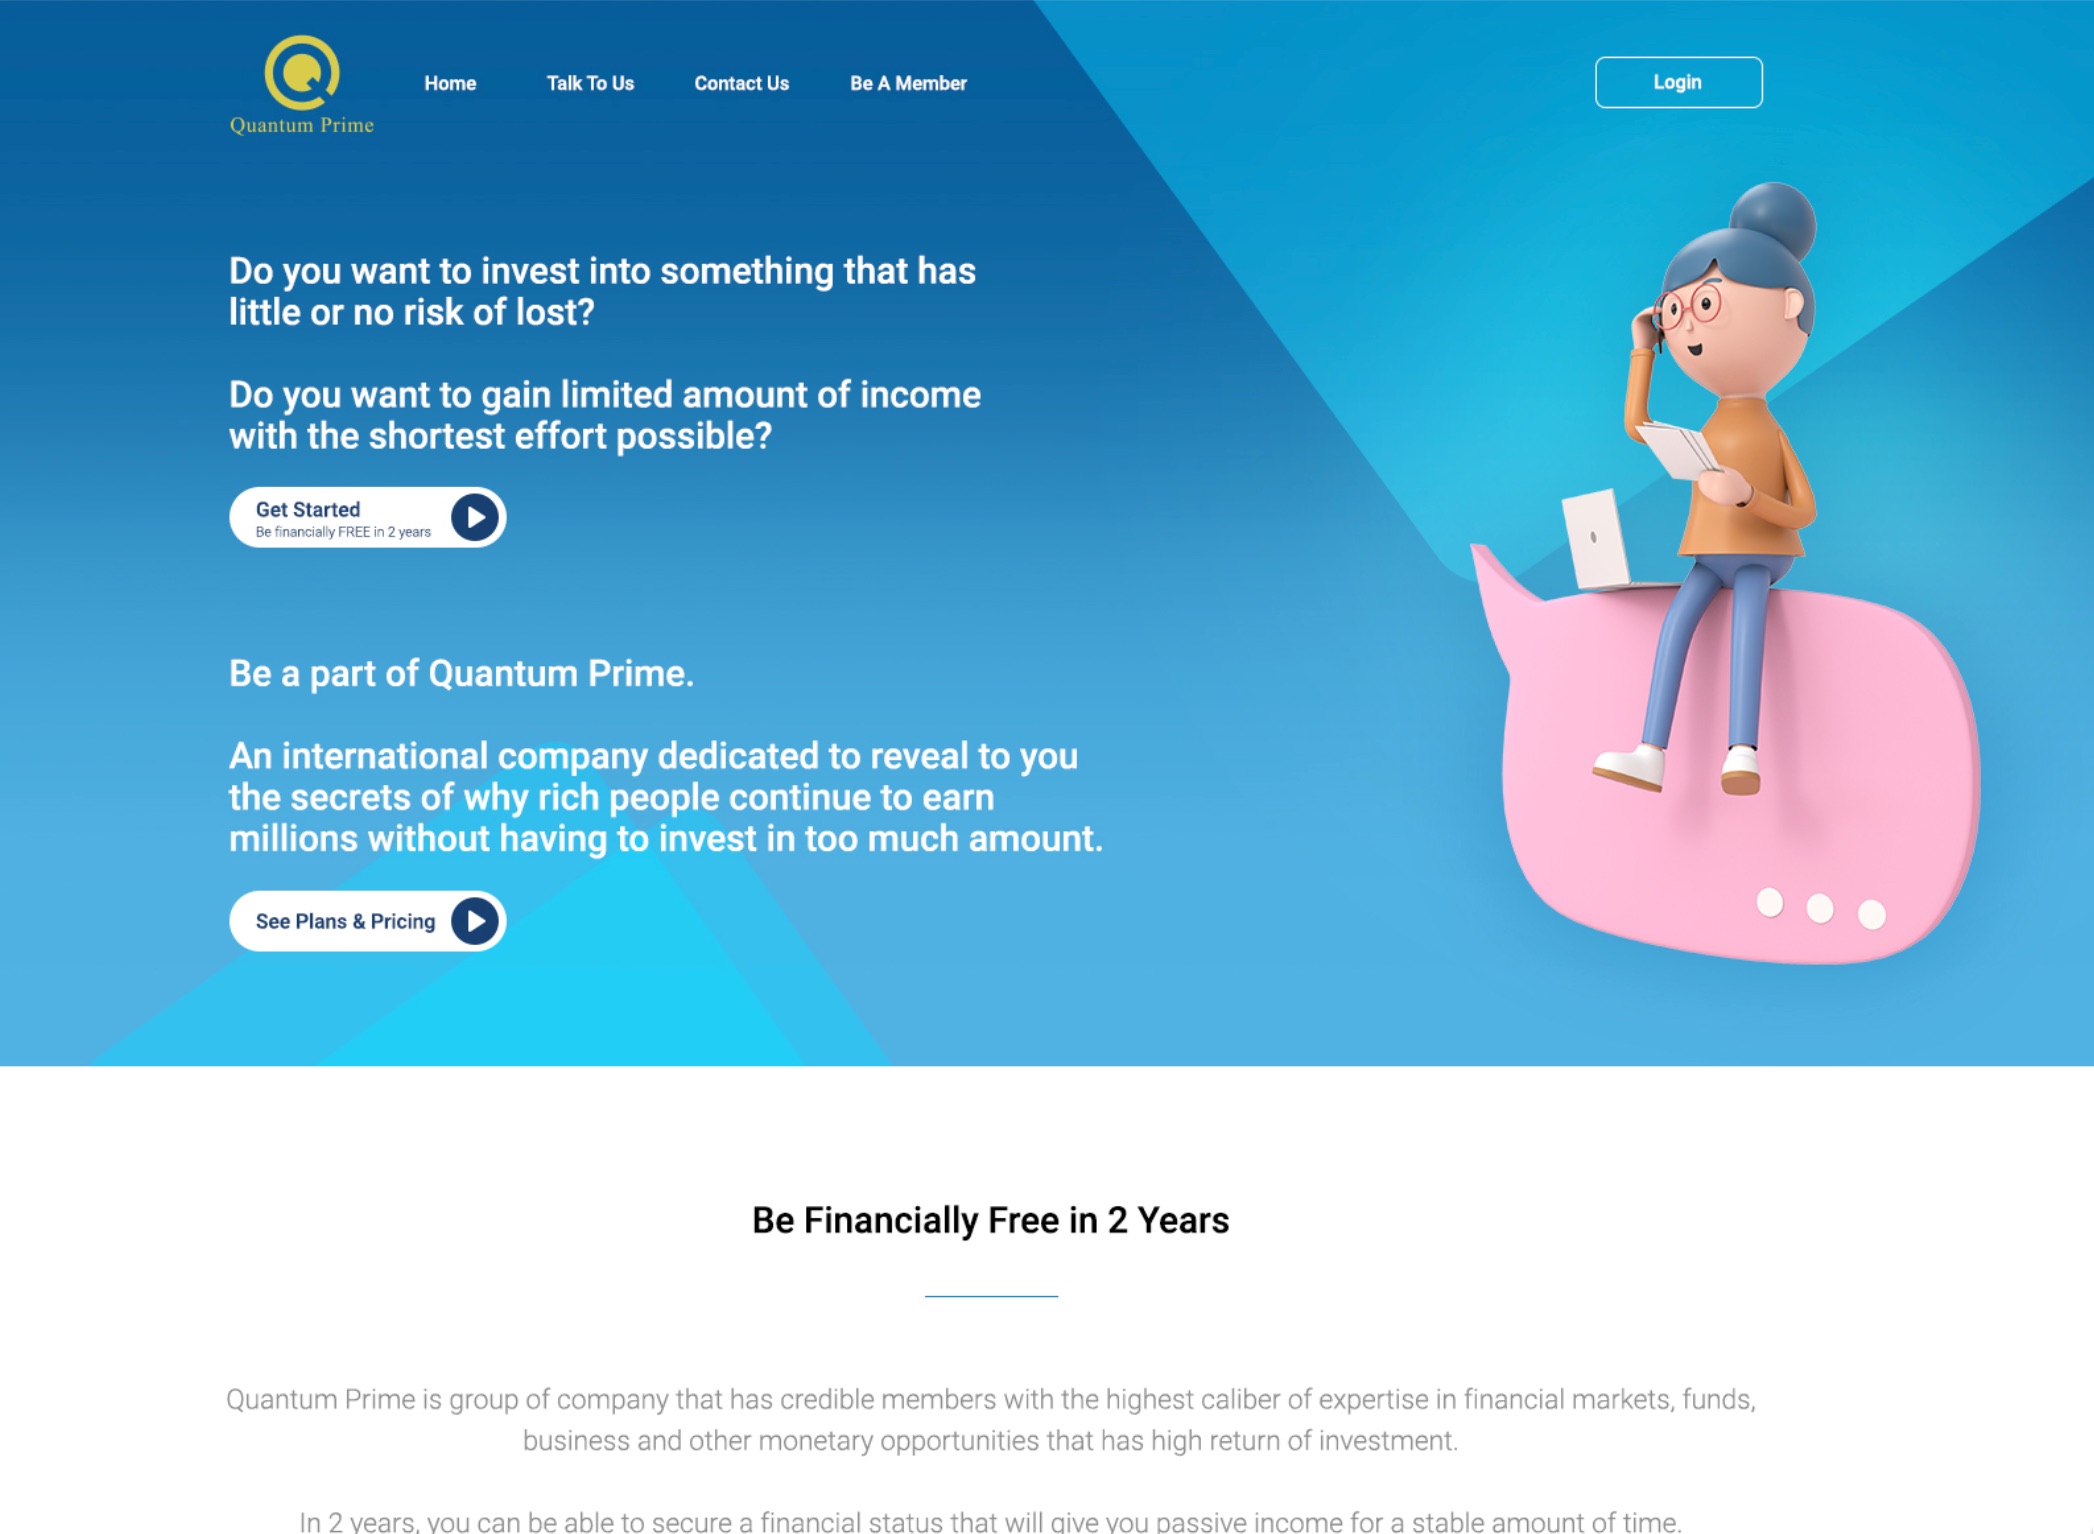 Quantum Prime
Home
Talk To Us
Contact Us
Be A Member
Login
Do you want to invest into something that has
little or no risk of lost?
Do you want to gain limited amount of income
with the shortest effort possible?
Get Started
Be financially FREE in 2 years
Be a part of Quantum Prime.
An international company dedicated to reveal to you
the secrets of why rich people continue to earn
millions without having to invest in too much amount.
See Plans & Pricing
Be Financially Free in 2 Years
Quantum Prime is group of company that has credible members with the highest caliber of expertise in financial markets, funds,
business and other monetary opportunities that has high return of investment.
In 2 years, you can be able to secure a financial status that will give you passive income for a stable amount of time.